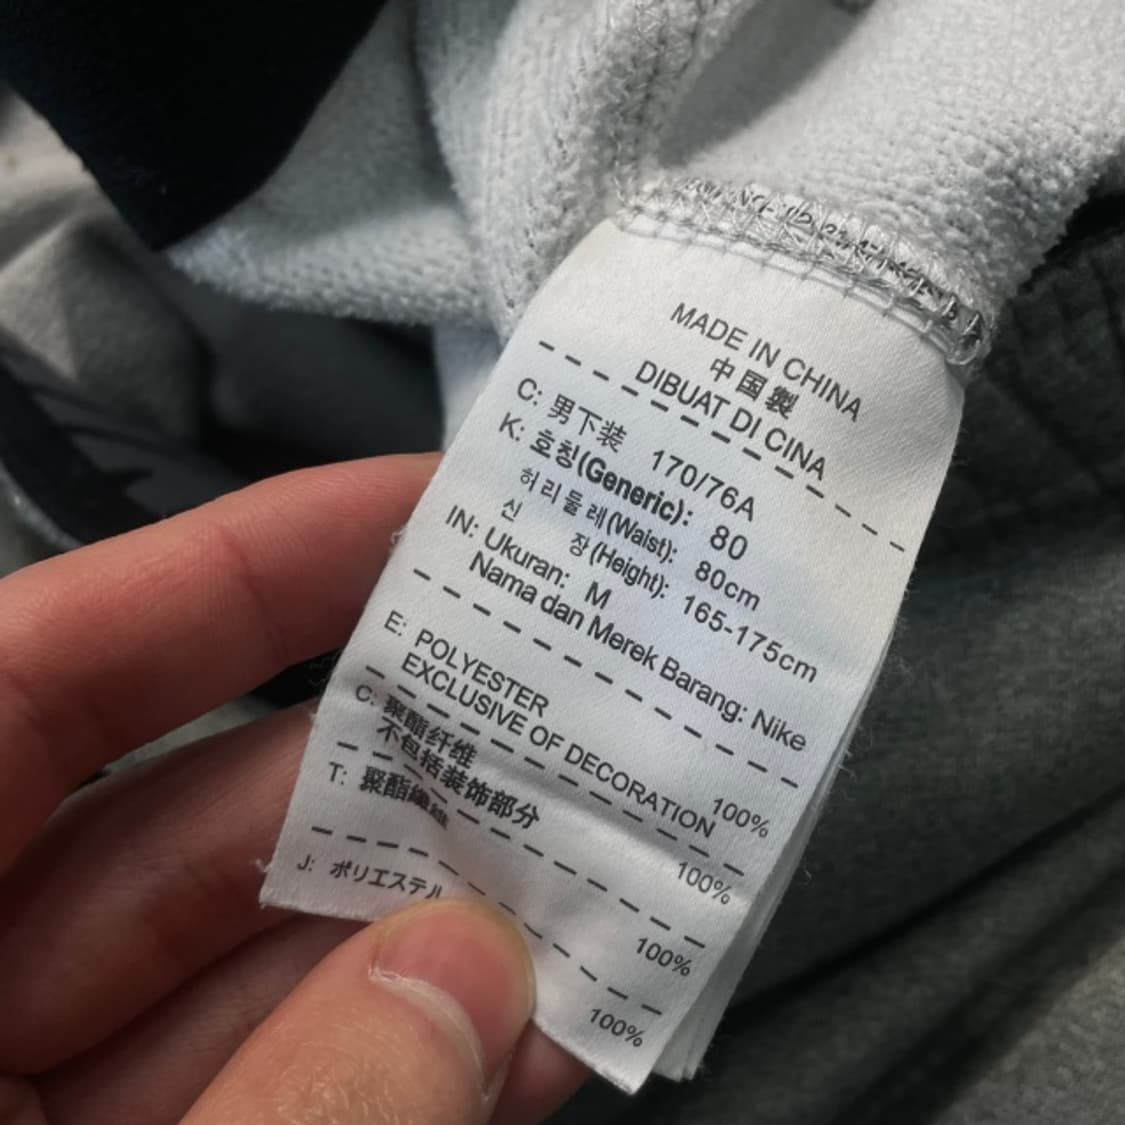 MADE IN CHINA
中国製
DIBUAT DI CINA
C: 男下装 170/76A
K: 호칭(Generic): 80
허리둘레(Waist): 80cm
신 장(Height): 165-175cm
IN: Ukuran: M
Nama dan Merek Barang: Nike
E: POLYESTER 100%
EXCLUSIVE OF DECORATION
C: 聚酯纤维 100%
不包括装饰部分
T: 聚酯纖維 100%
J: ポリエステル 100%